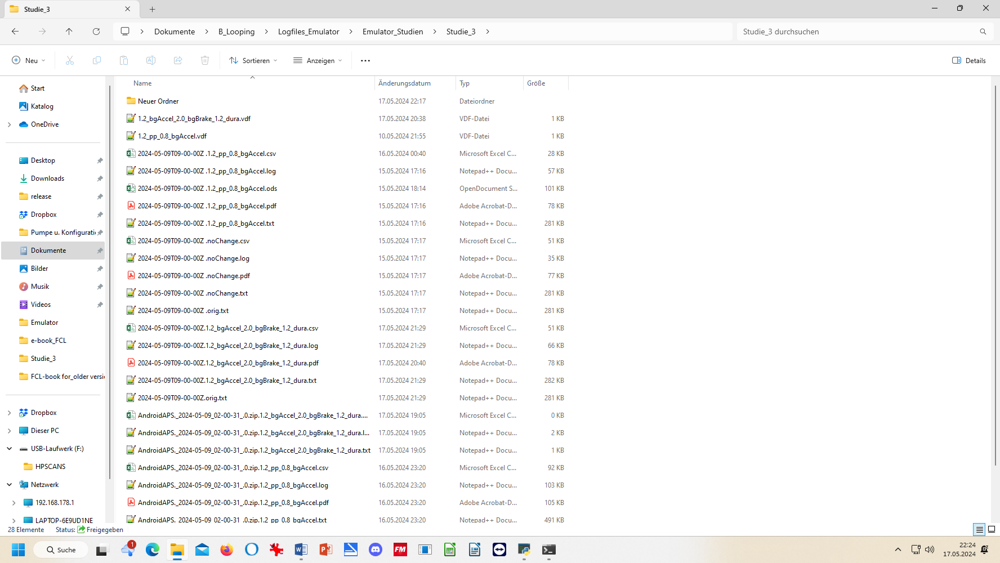 Studie_3
Dokumente B_Looping Logfiles_Emulator Emulator_Studien Studie_3
Studie_3 durchsuchen
Neu Sortieren Anzeigen Details
Start
Katalog
OneDrive
Desktop
Downloads
release
Dropbox
Pumpe u. Konfigurati
Dokumente
Bilder
Musik
Videos
Emulator
e-book_FCL
Studie_3
FCL-book for_older versi
Dropbox
Dieser PC
USB-Laufwerk (F:)
HPSCANS
Netzwerk
192.168.178.1
LAPTOP-6E9UD1NE
Name Änderungsdatum Typ Größe
Neuer Ordner 17.05.2024 22:17 Dateiordner
1.2_bgAccel_2.0_bgBrake_1.2_dura.vdf 17.05.2024 20:38 VDF-Datei 1 KB
1.2_pp_0.8_bgAccel.vdf 10.05.2024 21:55 VDF-Datei 1 KB
2024-05-09T09-00-00Z .1.2_pp_0.8_bgAccel.csv 16.05.2024 00:40 Microsoft Excel C... 28 KB
2024-05-09T09-00-00Z .1.2_pp_0.8_bgAccel.log 15.05.2024 17:16 Notepad++ Docu... 57 KB
2024-05-09T09-00-00Z .1.2_pp_0.8_bgAccel.ods 15.05.2024 18:14 OpenDocument S... 101 KB
2024-05-09T09-00-00Z .1.2_pp_0.8_bgAccel.pdf 15.05.2024 17:16 Adobe Acrobat-D... 78 KB
2024-05-09T09-00-00Z .1.2_pp_0.8_bgAccel.txt 15.05.2024 17:16 Notepad++ Docu... 281 KB
2024-05-09T09-00-00Z .noChange.csv 15.05.2024 17:17 Microsoft Excel C... 51 KB
2024-05-09T09-00-00Z .noChange.log 15.05.2024 17:17 Notepad++ Docu... 35 KB
2024-05-09T09-00-00Z .noChange.pdf 15.05.2024 17:17 Adobe Acrobat-D... 77 KB
2024-05-09T09-00-00Z .noChange.txt 15.05.2024 17:17 Notepad++ Docu... 281 KB
2024-05-09T09-00-00Z .orig.txt 15.05.2024 17:17 Notepad++ Docu... 281 KB
2024-05-09T09-00-00Z.1.2_bgAccel_2.0_bgBrake_1.2_dura.csv 17.05.2024 21:29 Microsoft Excel C... 51 KB
2024-05-09T09-00-00Z.1.2_bgAccel_2.0_bgBrake_1.2_dura.log 17.05.2024 21:29 Notepad++ Docu... 66 KB
2024-05-09T09-00-00Z.1.2_bgAccel_2.0_bgBrake_1.2_dura.pdf 17.05.2024 20:40 Adobe Acrobat-D... 78 KB
2024-05-09T09-00-00Z.1.2_bgAccel_2.0_bgBrake_1.2_dura.txt 17.05.2024 21:29 Notepad++ Docu... 282 KB
2024-05-09T09-00-00Z.orig.txt 17.05.2024 21:29 Notepad++ Docu... 281 KB
AndroidAPS._2024-05-09_02-00-31_.0.zip.1.2_bgAccel_2.0_bgBrake_1.2_dura.... 17.05.2024 19:05 Microsoft Excel C... 0 KB
AndroidAPS._2024-05-09_02-00-31_.0.zip.1.2_bgAccel_2.0_bgBrake_1.2_dura.l... 17.05.2024 19:05 Notepad++ Docu... 2 KB
AndroidAPS._2024-05-09_02-00-31_.0.zip.1.2_bgAccel_2.0_bgBrake_1.2_dura.txt 17.05.2024 19:05 Notepad++ Docu... 1 KB
AndroidAPS._2024-05-09_02-00-31_.0.zip.1.2_pp_0.8_bgAccel.csv 16.05.2024 23:20 Microsoft Excel C... 92 KB
AndroidAPS._2024-05-09_02-00-31_.0.zip.1.2_pp_0.8_bgAccel.log 16.05.2024 23:20 Notepad++ Docu... 103 KB
AndroidAPS._2024-05-09_02-00-31_.0.zip.1.2_pp_0.8_bgAccel.pdf 16.05.2024 23:20 Adobe Acrobat-D... 105 KB
AndroidAPS._2024-05-09_02-00-31_.0.zip.1.2_pp_0.8_bgAccel.txt 16.05.2024 23:20 Notepad++ Docu... 491 KB
28 Elemente Status: Freigegeben
Suche 1 FM 22:24
17.05.2024